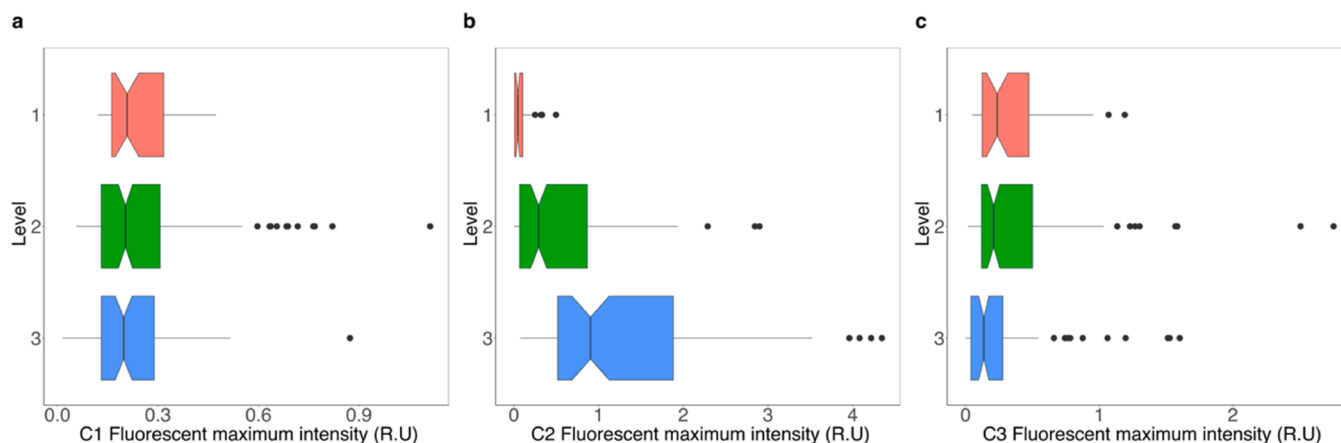 a
Level
1
2
3
0.0 0.3 0.6 0.9
C1 Fluorescent maximum intensity (R.U)
b
Level
1
2
3
0 1 2 3 4
C2 Fluorescent maximum intensity (R.U)
c
Level
1
2
3
0 1 2
C3 Fluorescent maximum intensity (R.U)